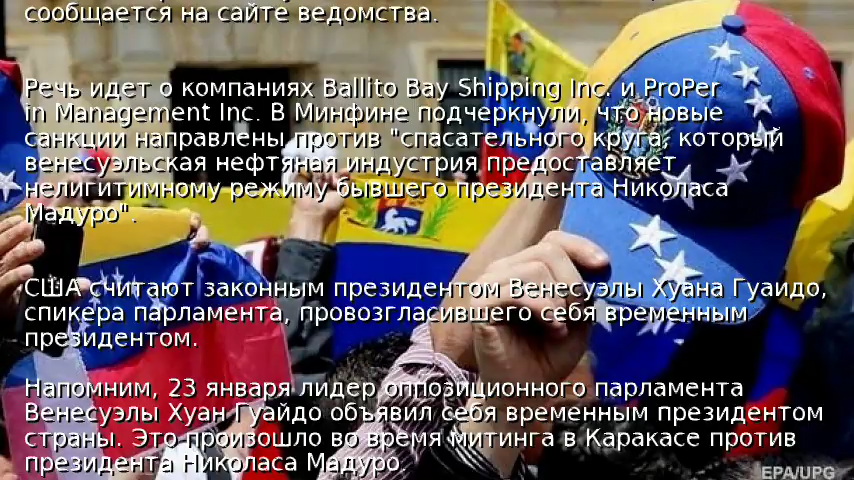 сообщается на сайте ведомства.
Речь идет о компаниях Ballito Bay Shipping Inc. и ProPer
in Management Inc. В Минфине подчеркнули, что новые
санкции направлены против "спасательного круга, который
венесуэльская нефтяная индустрия предоставляет
нелигитимному режиму бывшего президента Николаса
Мадуро".
США считают законным президентом Венесуэлы Хуана Гуаидо,
спикера парламента, провозгласившего себя временным
президентом.
Напомним, 23 января лидер оппозиционного парламента
Венесуэлы Хуан Гуайдо объявил себя временным президентом
страны. Это произошло во время митинга в Каракасе против
президента Николаса Мадуро.
EPA/UPG